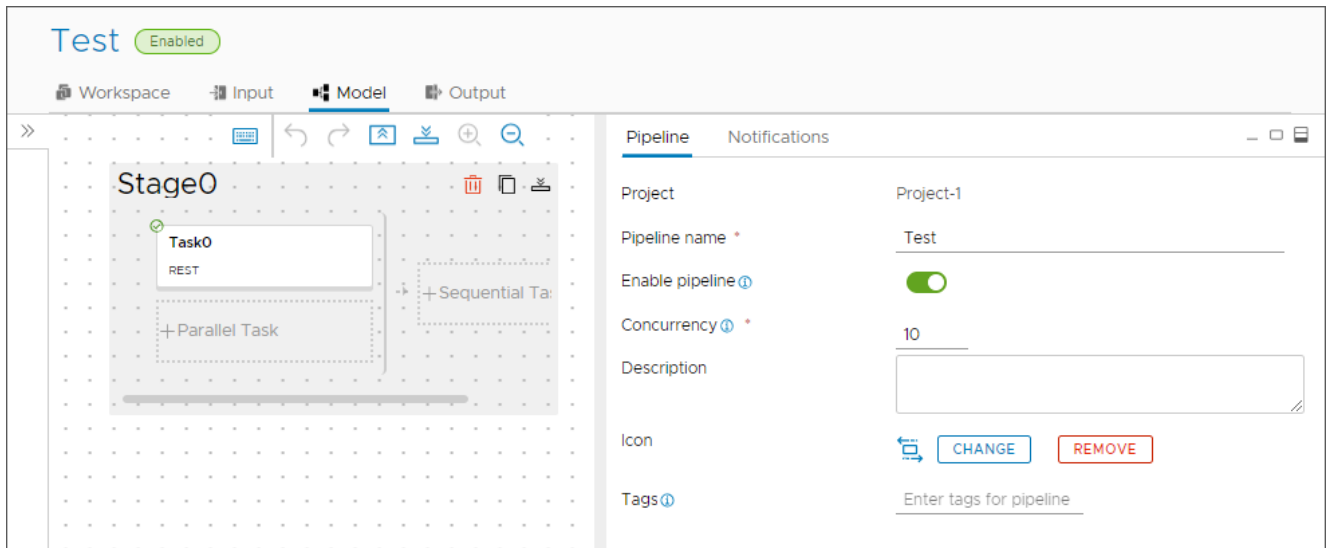 Test Enabled
Workspace Input Model Output
Pipeline Notifications
Stage0
Task0
REST
+Sequential Ta
+Parallel Task
Project Project-1
Pipeline name * Test
Enable pipeline
Concurrency * 10
Description
Icon CHANGE REMOVE
Tags Enter tags for pipeline